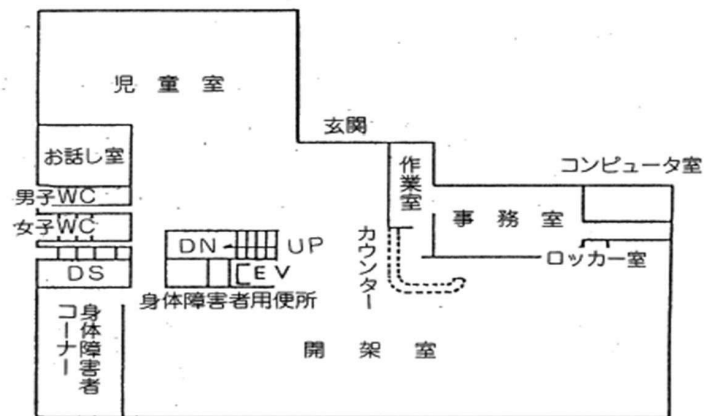 児童室
玄関
お話し室
作業室
コンピュータ室
男子WC
事務室
女子WC
DN
UP
カウンター
ロッカー室
DS
EV
身体障害者用便所
身体障害者
コーナー
開架室